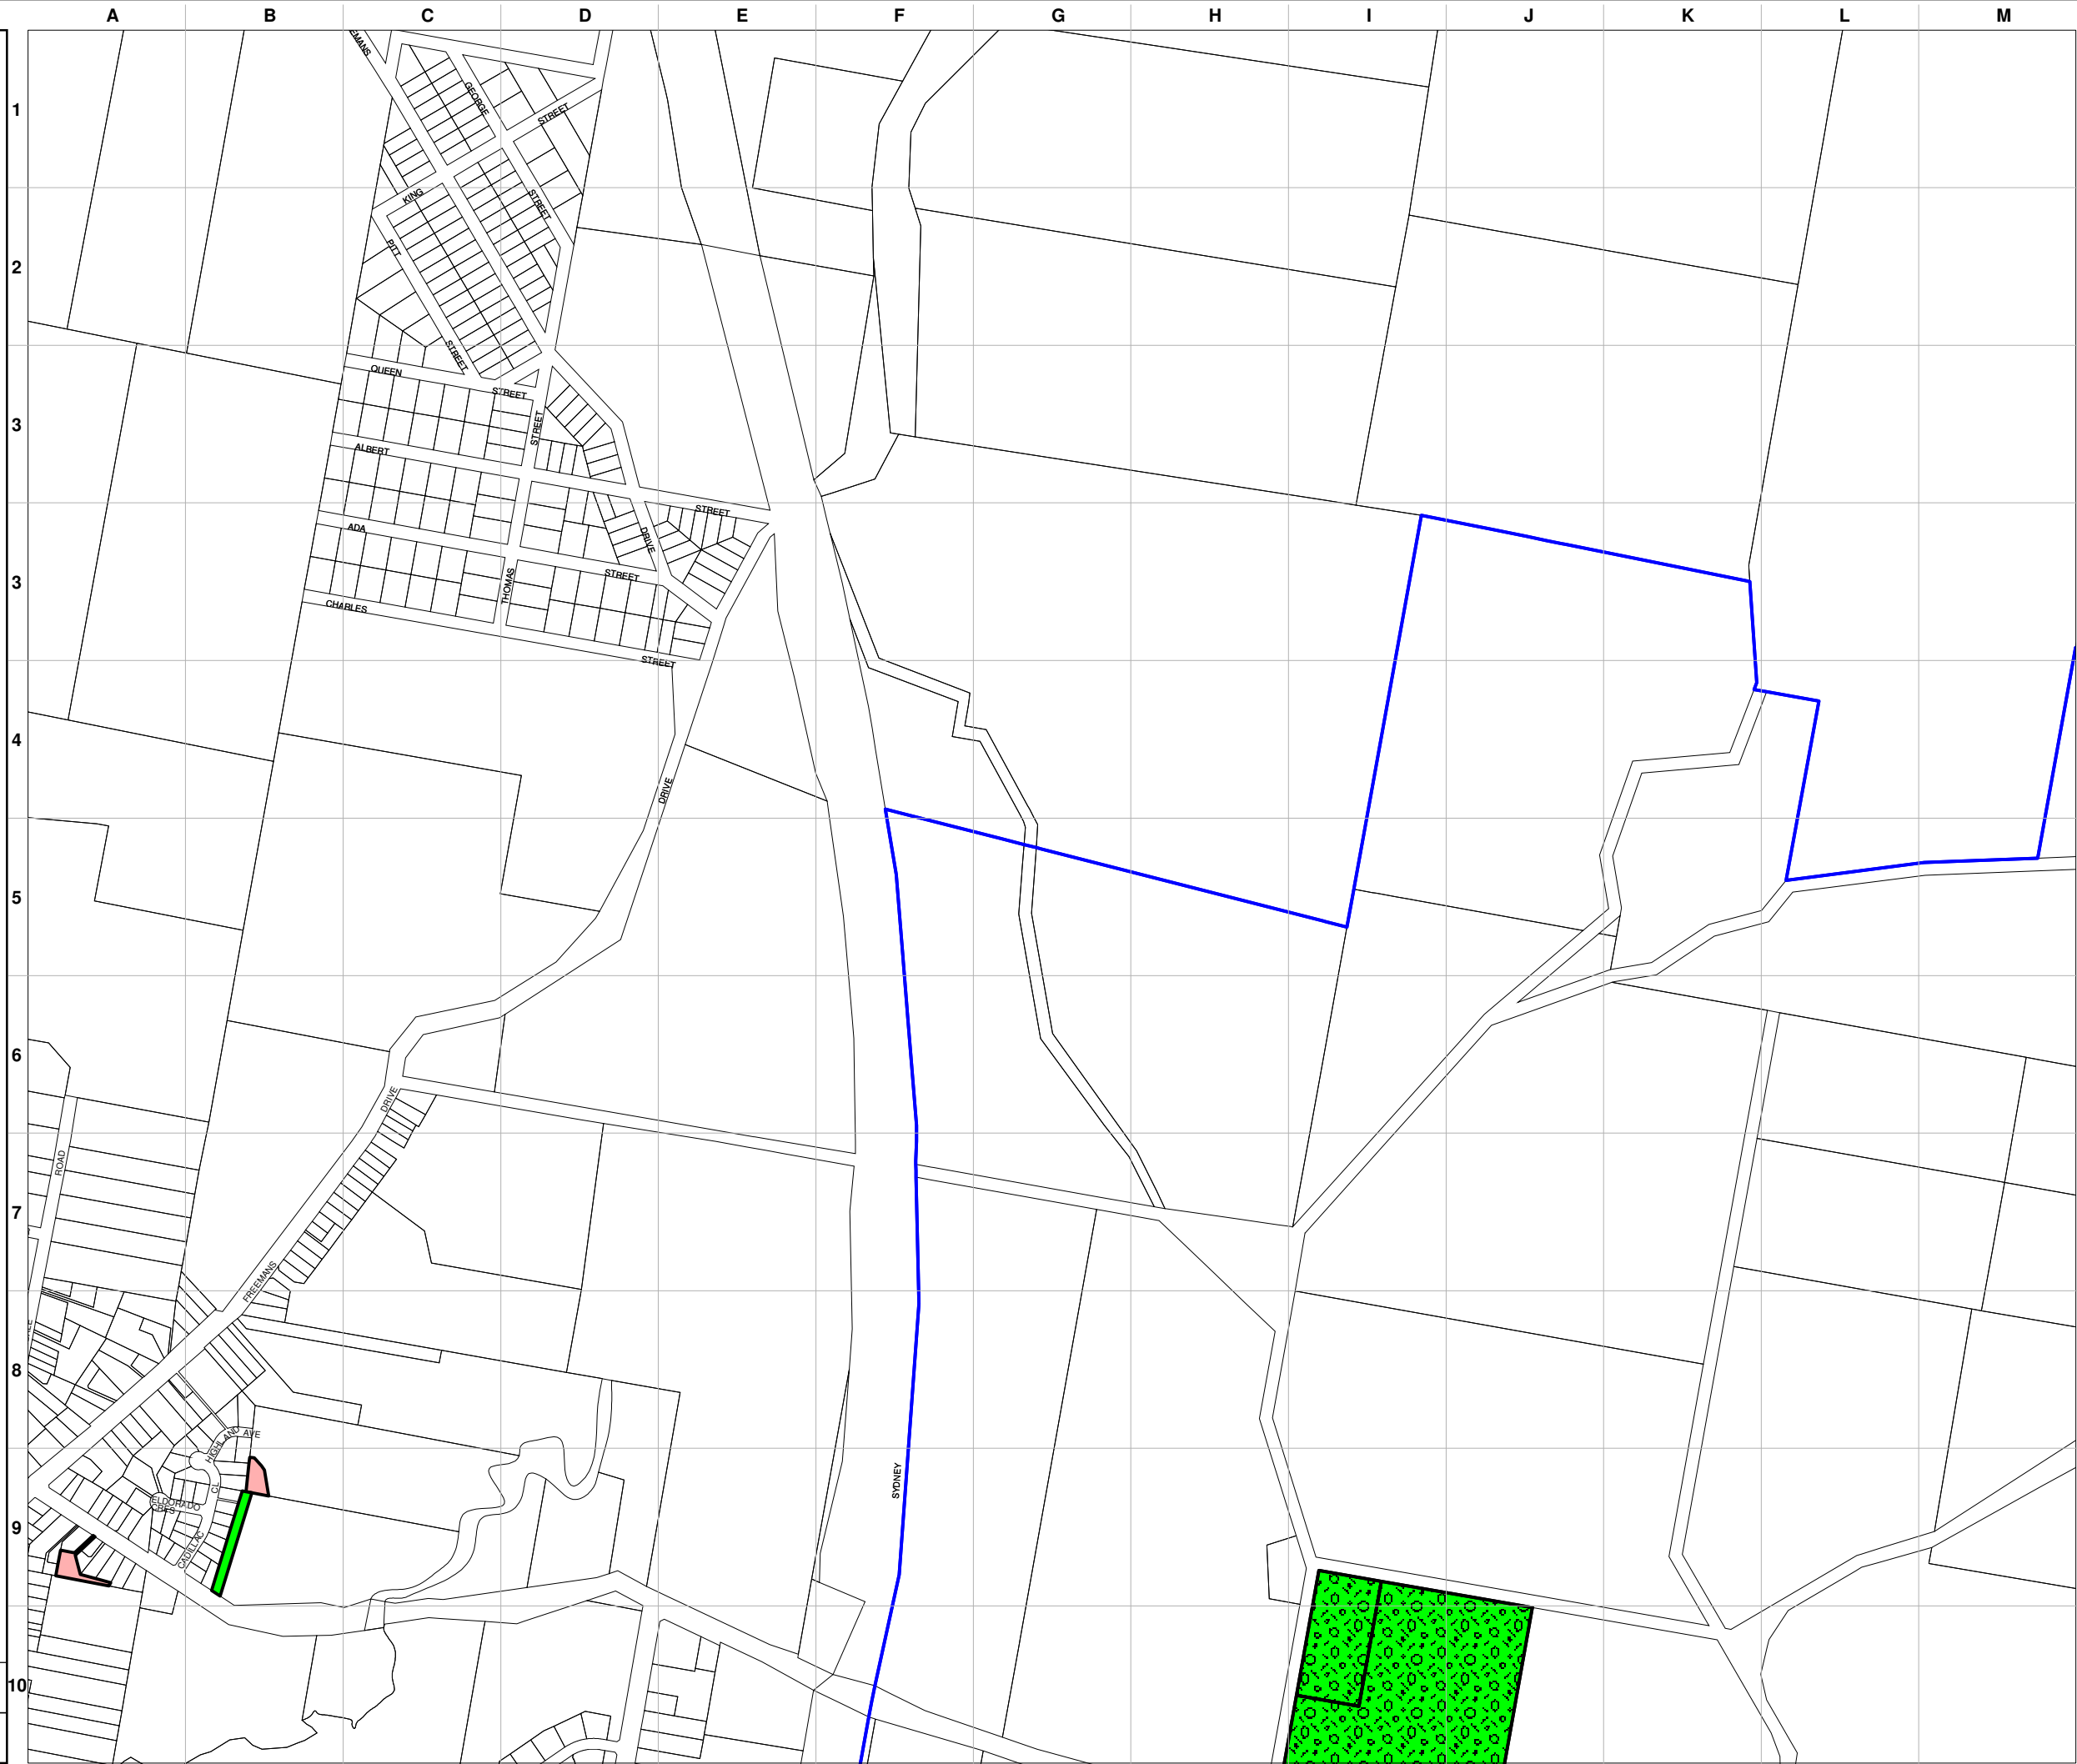 A B C D E F G H I J K L M
1
2
3
3
4
5
6
7
8
9
10
EMANS
GEORGE
STREET
KING
STREET
PITT
STREET
QUEEN
STREET
STREET
ALBERT
STREET
ADA
DRIVE
STREET
THOMAS
CHARLES
STREET
DRIVE
DRIVE
ROAD
FREEMANS
HIGHLAND AVE
CL
ELDORADO
CRES
CADILLAC
SYDNEY